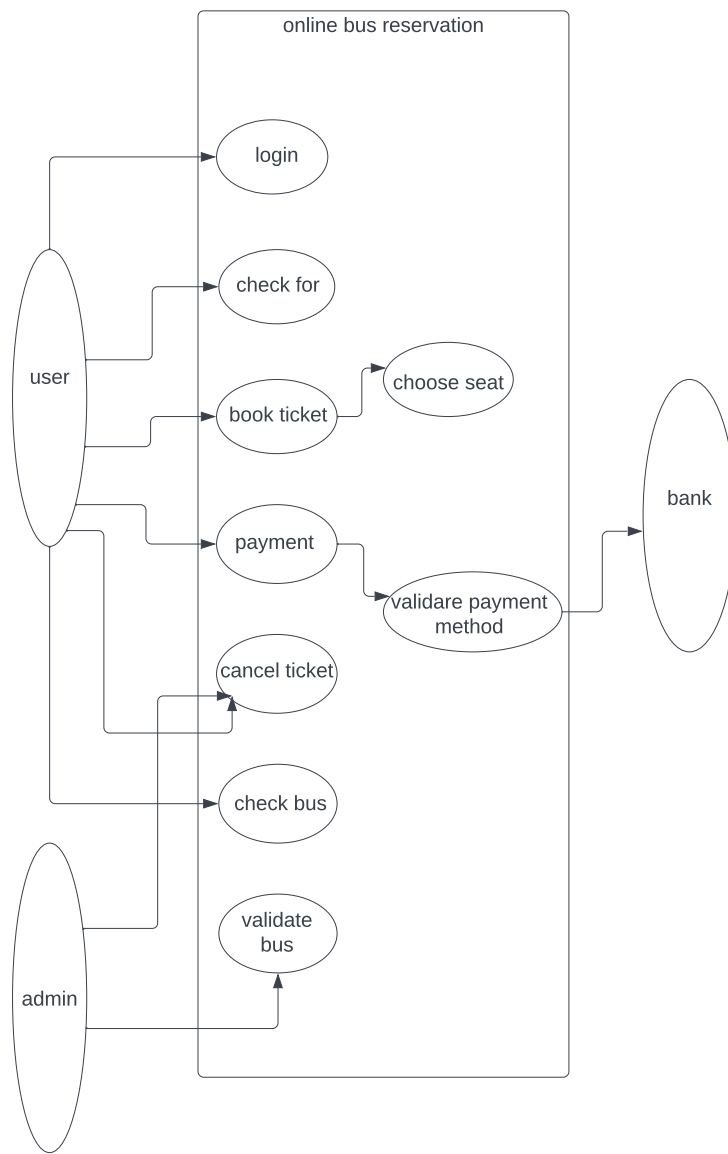 online bus reservation
login
check for
user
book ticket
choose seat
bank
payment
validare payment
method
cancel ticket
check bus
validate
bus
admin